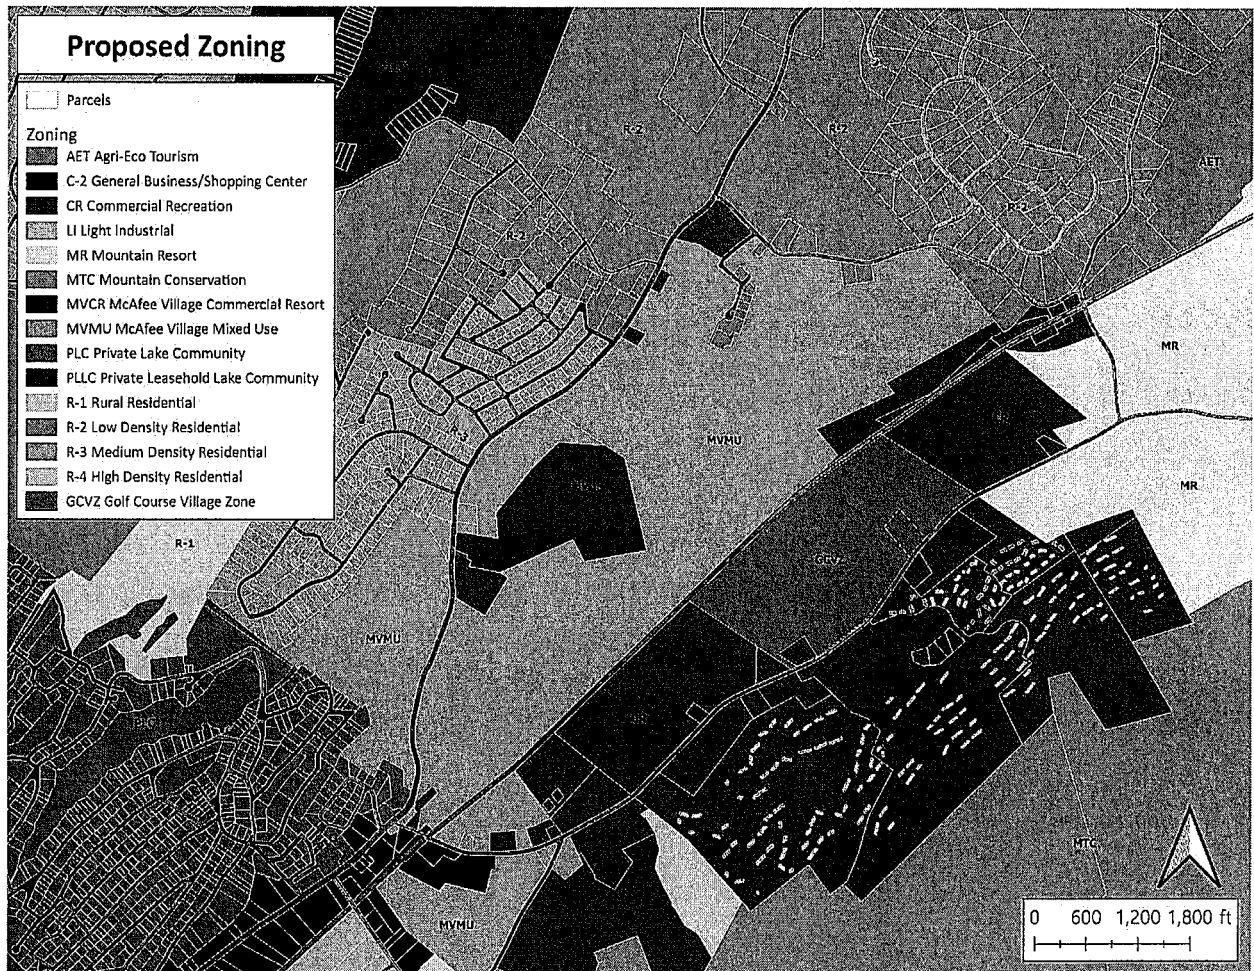 Proposed Zoning
Parcels
Zoning
AET Agri-Eco Tourism
C-2 General Business/Shopping Center
CR Commercial Recreation
LI Light Industrial
MR Mountain Resort
MTC Mountain Conservation
MVCR McAfee Village Commercial Resort
MVMU McAfee Village Mixed Use
PLC Private Lake Community
PLLC Private Leasehold Lake Community
R-1 Rural Residential
R-2 Low Density Residential
R-3 Medium Density Residential
R-4 High Density Residential
GCVZ Golf Course Village Zone
R-2
R-2
AET
R-2
R-2
MR
R-3
MVMU
MR
R-1
GCVZ
MVMU
PLC
CR
MTC
MVMU
0 600 1,200 1,800 ft